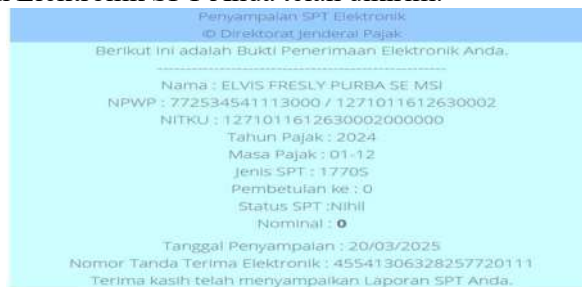 Penyampaian SPT Elektronik
© Direktorat Jenderal Pajak
Berikut ini adalah Bukti Penerimaan Elektronik Anda.
--------------------------------------------------
Nama : ELVIS FRESLY PURBA SE MSI
NPWP : 772534541113000 / 1271011612630002
NITKU : 1271011612630002000000
Tahun Pajak : 2024
Masa Pajak : 01-12
Jenis SPT : 1770S
Pembetulan ke : 0
Status SPT :Nihil
Nominal : 0
Tanggal Penyampaian : 20/03/2025
Nomor Tanda Terima Elektronik : 45541306328257720111
Terima kasih telah menyampaikan Laporan SPT Anda.